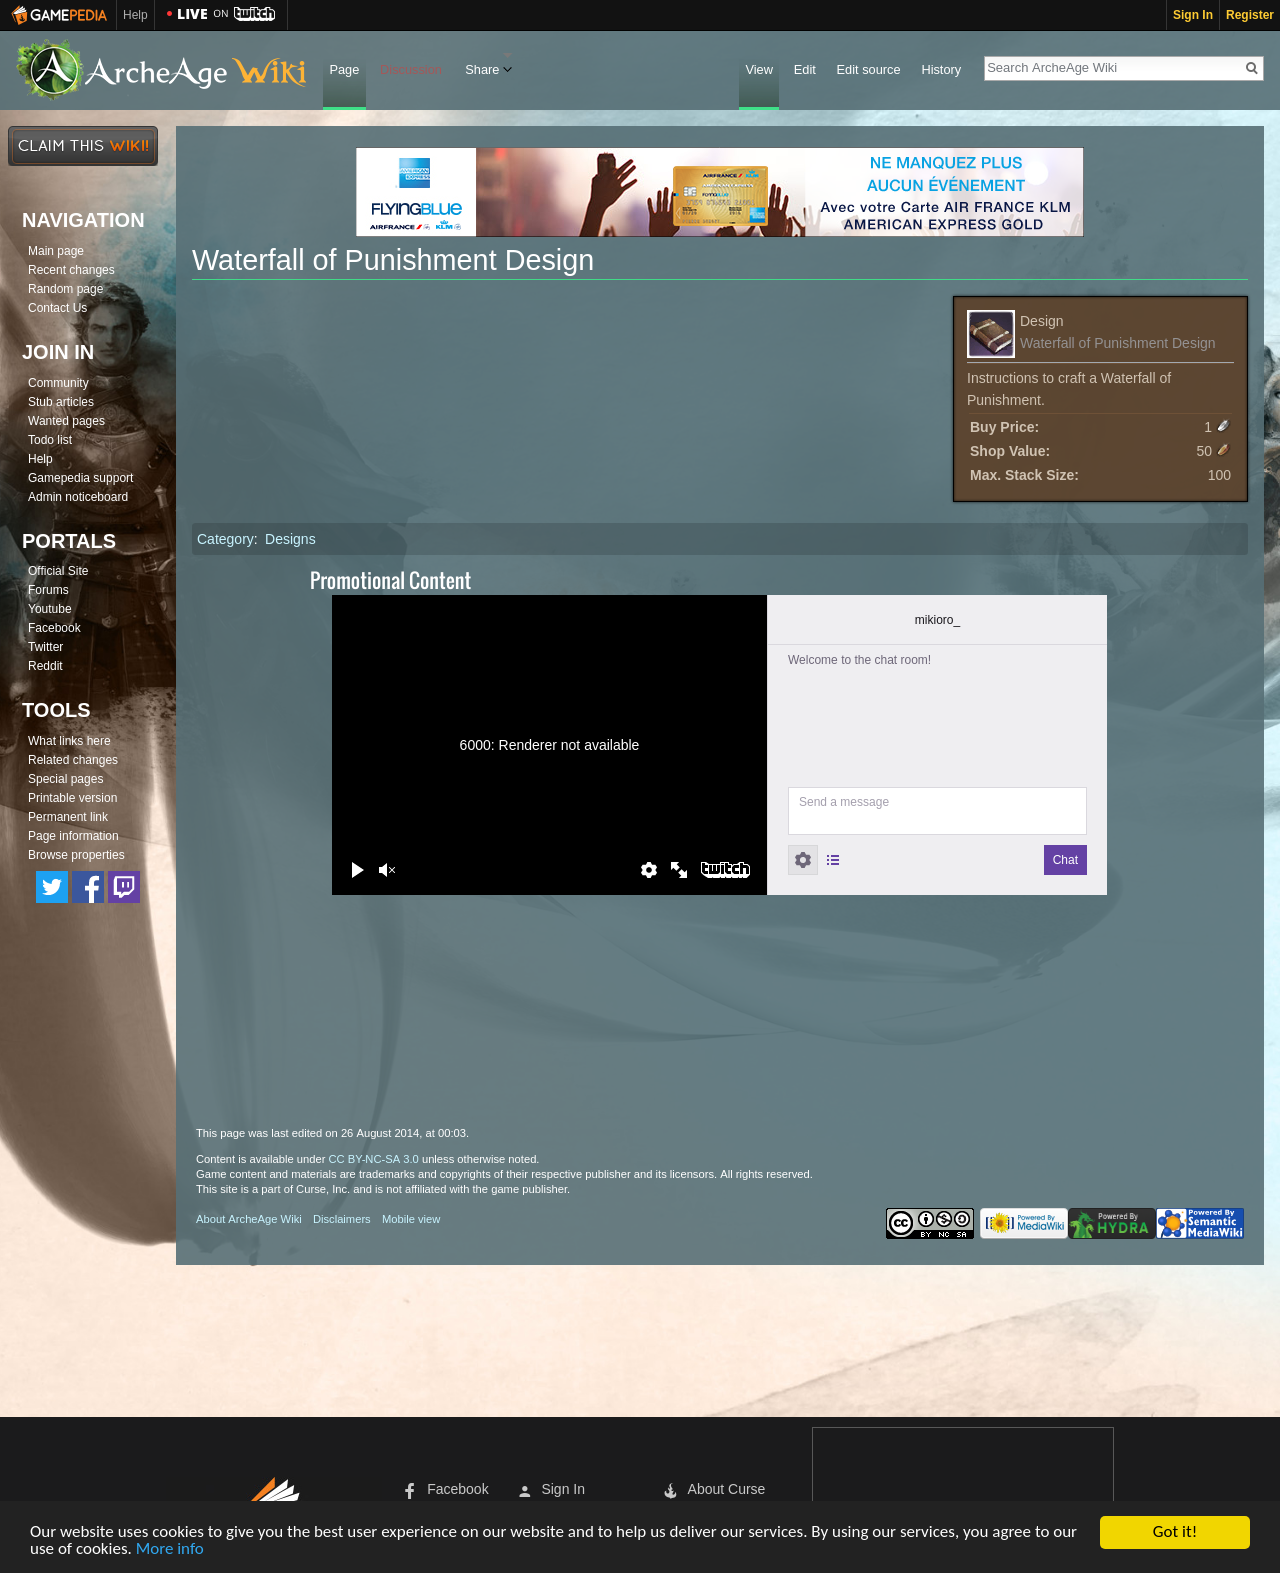 GAMEPEDIA
Help
LIVE ON twitch
Sign In
Register
ArcheAge Wiki
Page
Discussion
Share
View
Edit
Edit source
History
Search ArcheAge Wiki
CLAIM THIS WIKI!
NAVIGATION
Main page
Recent changes
Random page
Contact Us
JOIN IN
Community
Stub articles
Wanted pages
Todo list
Help
Gamepedia support
Admin noticeboard
PORTALS
Official Site
Forums
Youtube
Facebook
Twitter
Reddit
TOOLS
What links here
Related changes
Special pages
Printable version
Permanent link
Page information
Browse properties
AMERICAN EXPRESS
FLYINGBLUE
AIRFRANCE KLM
NE MANQUEZ PLUS
AUCUN ÉVÉNEMENT
Avec votre Carte AIR FRANCE KLM
AMERICAN EXPRESS GOLD
Waterfall of Punishment Design
Design
Waterfall of Punishment Design
Instructions to craft a Waterfall of
Punishment.
Buy Price: 1
Shop Value: 50
Max. Stack Size: 100
Category: Designs
Promotional Content
6000: Renderer not available
twitch
mikioro_
Welcome to the chat room!
Send a message
Chat
This page was last edited on 26 August 2014, at 00:03.
Content is available under CC BY-NC-SA 3.0 unless otherwise noted.
Game content and materials are trademarks and copyrights of their respective publisher and its licensors. All rights reserved.
This site is a part of Curse, Inc. and is not affiliated with the game publisher.
About ArcheAge Wiki
Disclaimers
Mobile view
CC BY NC SA
Powered By MediaWiki
Powered By HYDRA
Powered By Semantic MediaWiki
Facebook
Sign In
About Curse
Our website uses cookies to give you the best user experience on our website and to help us deliver our services. By using our services, you agree to our
use of cookies. More info
Got it!